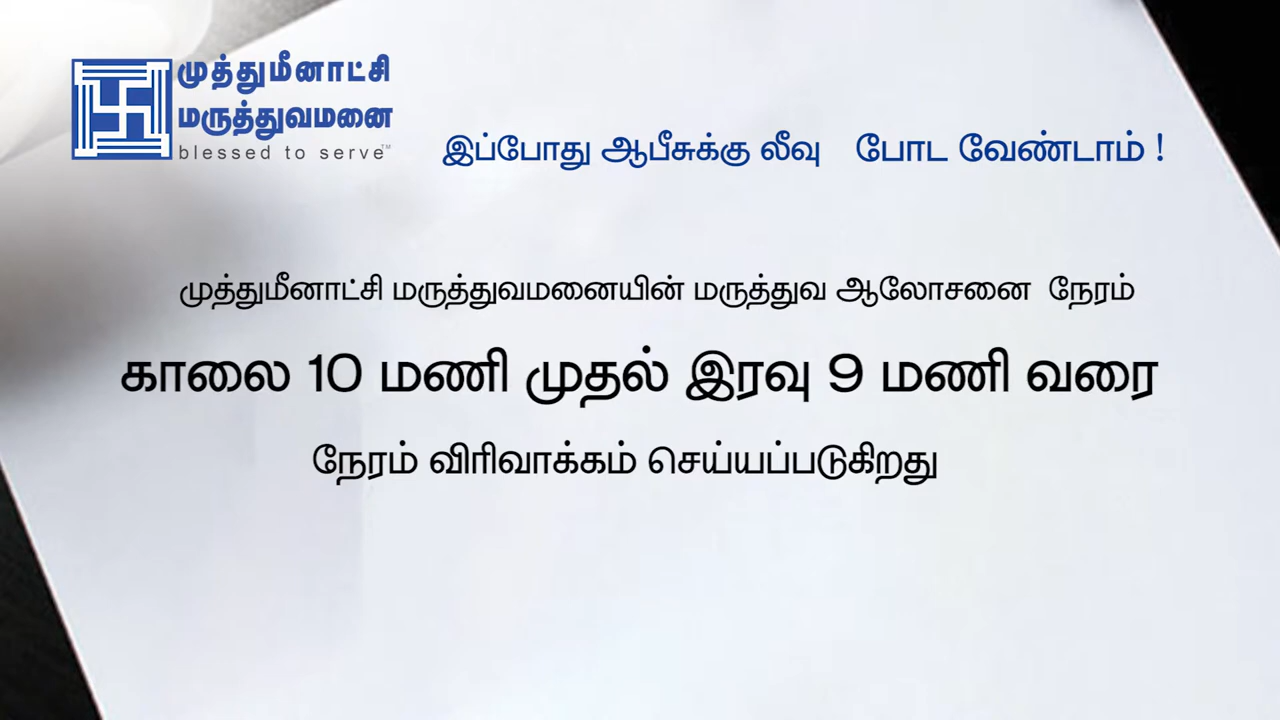 முத்துமீனாட்சி
மருத்துவமனை
blessed to serve™
இப்போது ஆபீசுக்கு லீவு போட வேண்டாம் !
முத்துமீனாட்சி மருத்துவமனையின் மருத்துவ ஆலோசனை நேரம்
காலை 10 மணி முதல் இரவு 9 மணி வரை
நேரம் விரிவாக்கம் செய்யப்படுகிறது